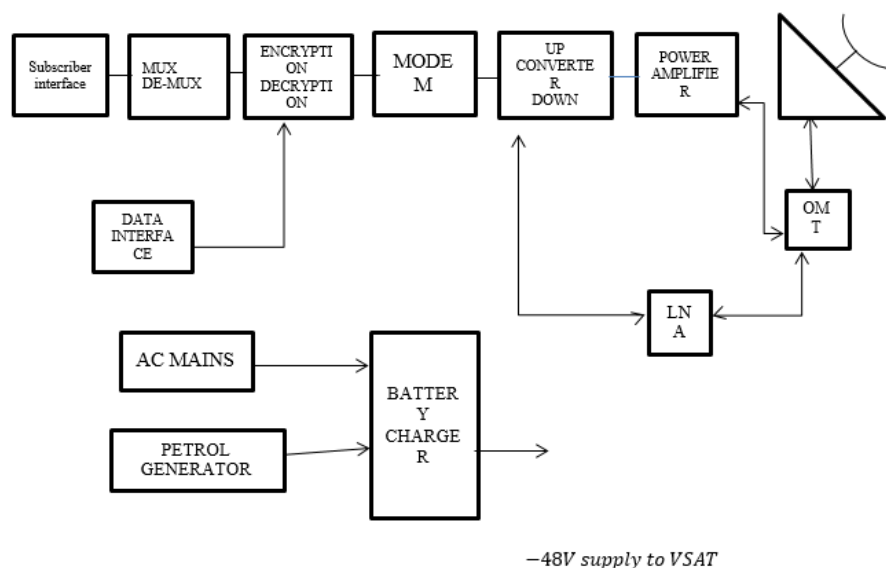 Subscriber
interface
MUX
DE-MUX
ENCRYPTI
ON
DECRYPTI
ON
MODE
M
UP
CONVERTE
R
DOWN
POWER
AMPLIFIE
R
OM
T
DATA
INTERFA
CE
LN
A
AC MAINS
BATTER
Y
CHARGE
R
PETROL
GENERATOR
−48V supply to VSAT